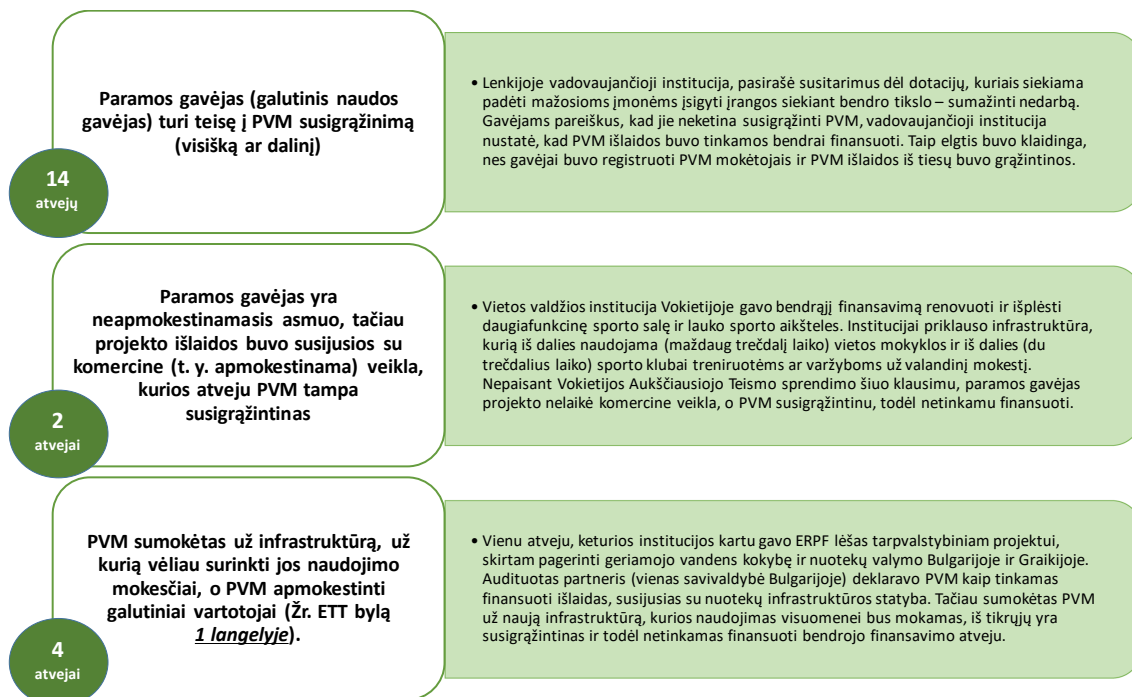 Paramos gavėjas (galutinis naudos
gavėjas) turi teisę į PVM susigrąžinimą
(visišką ar dalinį)
14
atvejų
• Lenkijoje vadovaujančioji institucija, pasirašė susitarimus dėl dotacijų, kuriais siekiama
padėti mažosioms įmonėms įsigyti įrangos siekiant bendro tikslo – sumažinti nedarbą.
Gavėjams pareiškus, kad jie neketina susigrąžinti PVM, vadovaujančioji institucija
nustatė, kad PVM išlaidos buvo tinkamos bendrai finansuoti. Taip elgtis buvo klaidinga,
nes gavėjai buvo registruoti PVM mokėtojais ir PVM išlaidos iš tiesų buvo grąžintinos.
Paramos gavėjas yra
neapmokestinamasis asmuo, tačiau
projekto išlaidos buvo susijusios su
komercine (t. y. apmokestinama) veikla,
kurios atveju PVM tampa
susigrąžintinas
2
atvejai
• Vietos valdžios institucija Vokietijoje gavo bendrąjį finansavimą renovuoti ir išplėsti
daugiafunkcinę sporto salę ir lauko sporto aikšteles. Institucijai priklauso infrastruktūra,
kurią iš dalies naudojama (maždaug trečdalį laiko) vietos mokyklos ir iš dalies (du
trečdalius laiko) sporto klubai treniruotėms ar varžyboms už valandinį mokestį.
Nepaisant Vokietijos Aukščiausiojo Teismo sprendimo šiuo klausimu, paramos gavėjas
projekto nelaikė komercine veikla, o PVM susigrąžintinu, todėl netinkamu finansuoti.
PVM sumokėtas už infrastruktūrą, už
kurią vėliau surinkti jos naudojimo
mokesčiai, o PVM apmokestinti
galutiniai vartotojai (Žr. ETT bylą
1 langelyje).
4
atvejai
• Vienu atveju, keturios institucijos kartu gavo ERPF lėšas tarpvalstybiniam projektui,
skirtam pagerinti geriamojo vandens kokybę ir nuotekų valymo Bulgarijoje ir Graikijoje.
Audituotas partneris (vienas savivaldybė Bulgarijoje) deklaravo PVM kaip tinkamas
finansuoti išlaidas, susijusias su nuotekų infrastruktūros statyba. Tačiau sumokėtas PVM
už naują infrastruktūrą, kurios naudojimas visuomenei bus mokamas, iš tikrųjų yra
susigrąžintinas ir todėl netinkamas finansuoti bendrojo finansavimo atveju.